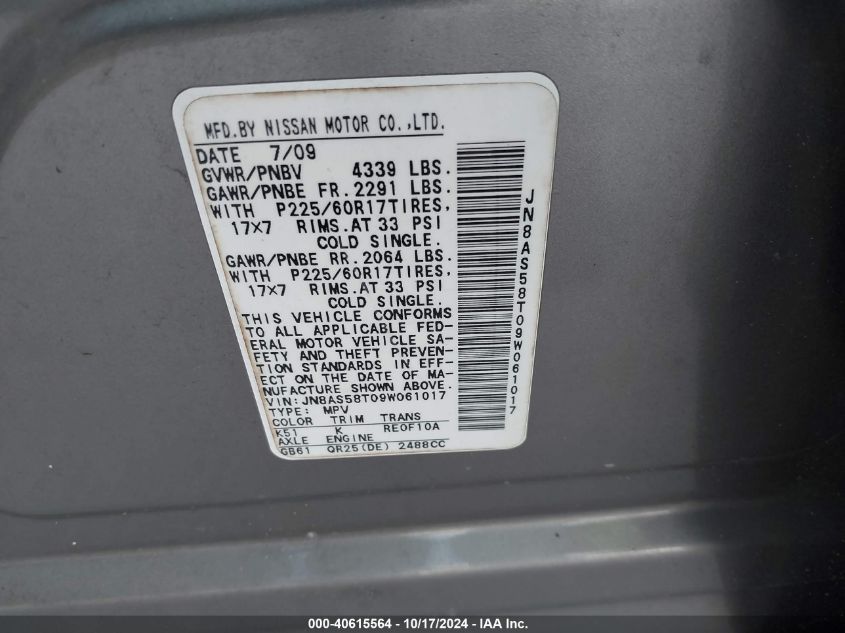 MFD.BY NISSAN MOTOR CO.,LTD.
DATE 7/09
GVWR/PNBV 4339 LBS.
GAWR/PNBE FR.2291 LBS.
WITH P225/60R17TIRES,
17X7 RIMS.AT 33 PSI
COLD SINGLE.
GAWR/PNBE RR.2064 LBS.
WITH P225/60R17TIRES,
17X7 RIMS.AT 33 PSI
COLD SINGLE.
THIS VEHICLE CONFORMS
TO ALL APPLICABLE FED-
ERAL MOTOR VEHICLE SA-
FETY AND THEFT PREVEN-
TION STANDARDS IN EFF-
ECT ON THE DATE OF MA-
NUFACTURE SHOWN ABOVE.
VIN:JN8AS58T09W061017
TYPE: MPV
COLOR TRIM TRANS
K51 K RE0F10A
AXLE ENGINE
GB61 QR25(DE) 2488CC
JN8AS58T09W061017
000-40615564 - 10/17/2024 - IAA Inc.